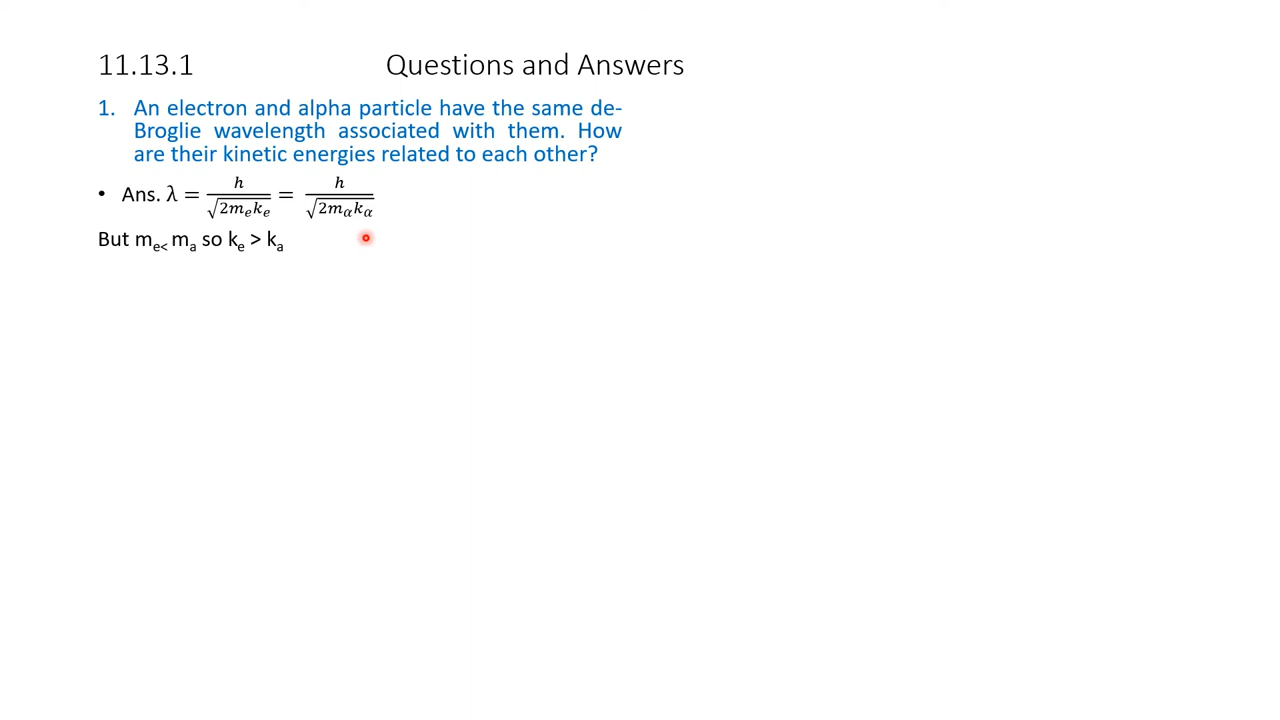 11.13.1 Questions and Answers
1. An electron and alpha particle have the same de-
Broglie wavelength associated with them. How
are their kinetic energies related to each other?
• Ans. λ = h/√(2mₑkₑ) = h/√(2m_αk_α)
But mₑ< mₐ so kₑ > kₐ